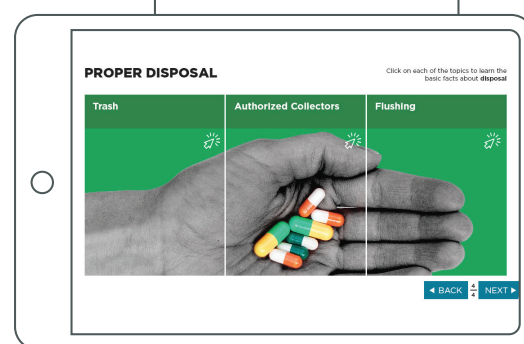 PROPER DISPOSAL
Click on each of the topics to learn the
basic facts about disposal
Trash
Authorized Collectors
Flushing
◀ BACK
4
4
NEXT ▶